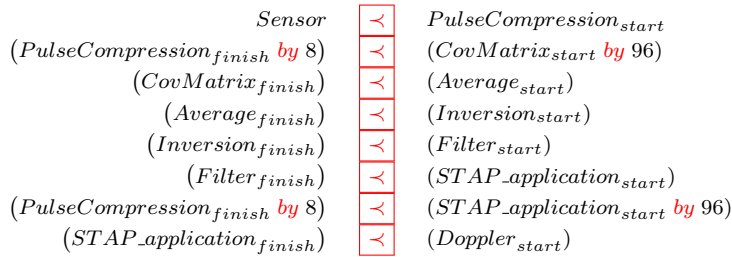 Sensor ≺ PulseCompression_start
(PulseCompression_finish by 8) ≺ (CovMatrix_start by 96)
(CovMatrix_finish) ≺ (Average_start)
(Average_finish) ≺ (Inversion_start)
(Inversion_finish) ≺ (Filter_start)
(Filter_finish) ≺ (STAP_application_start)
(PulseCompression_finish by 8) ≺ (STAP_application_start by 96)
(STAP_application_finish) ≺ (Doppler_start)